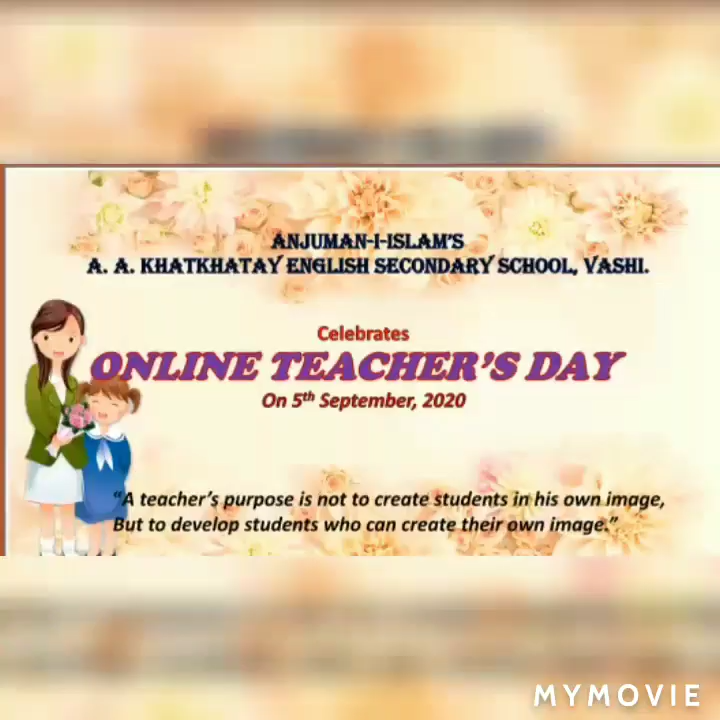 ANJUMAN-I-ISLAM'S
A. A. KHATKHATAY ENGLISH SECONDARY SCHOOL, VASHI.
Celebrates
ONLINE TEACHER'S DAY
On 5th September, 2020
"A teacher's purpose is not to create students in his own image,
But to develop students who can create their own image."
MYMOVIE